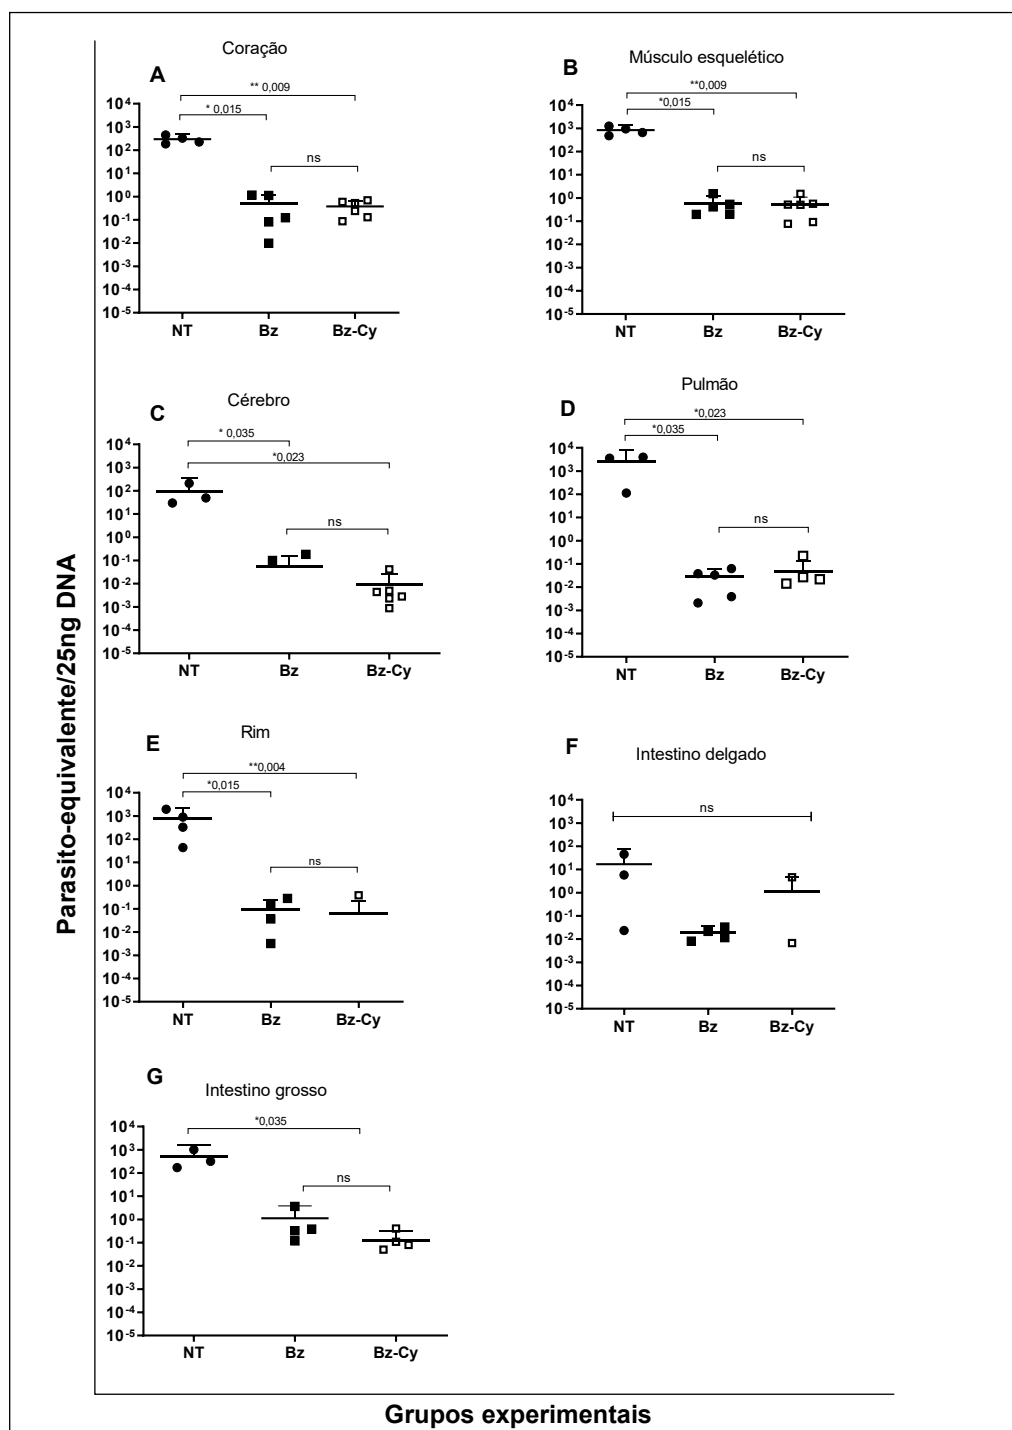 Parasito-equivalente/25ng DNA
Coração
A
** 0,009
* 0,015
ns
10⁴
10³
10²
10¹
10⁰
10⁻¹
10⁻²
10⁻³
10⁻⁴
10⁻⁵
NT Bz Bz-Cy
Músculo esquelético
B
**0,009
*0,015
ns
10⁴
10³
10²
10¹
10⁰
10⁻¹
10⁻²
10⁻³
10⁻⁴
10⁻⁵
NT Bz Bz-Cy
Cérebro
C
* 0,035
*0,023
ns
10⁴
10³
10²
10¹
10⁰
10⁻¹
10⁻²
10⁻³
10⁻⁴
10⁻⁵
NT Bz Bz-Cy
Pulmão
D
*0,023
*0,035
ns
10⁴
10³
10²
10¹
10⁰
10⁻¹
10⁻²
10⁻³
10⁻⁴
10⁻⁵
NT Bz Bz-Cy
Rim
E
**0,004
*0,015
ns
10⁴
10³
10²
10¹
10⁰
10⁻¹
10⁻²
10⁻³
10⁻⁴
10⁻⁵
NT Bz Bz-Cy
F
Intestino delgado
ns
10⁴
10³
10²
10¹
10⁰
10⁻¹
10⁻²
10⁻³
10⁻⁴
10⁻⁵
NT Bz Bz-Cy
G
Intestino grosso
*0,035
ns
10⁴
10³
10²
10¹
10⁰
10⁻¹
10⁻²
10⁻³
10⁻⁴
10⁻⁵
NT Bz Bz-Cy
Grupos experimentais